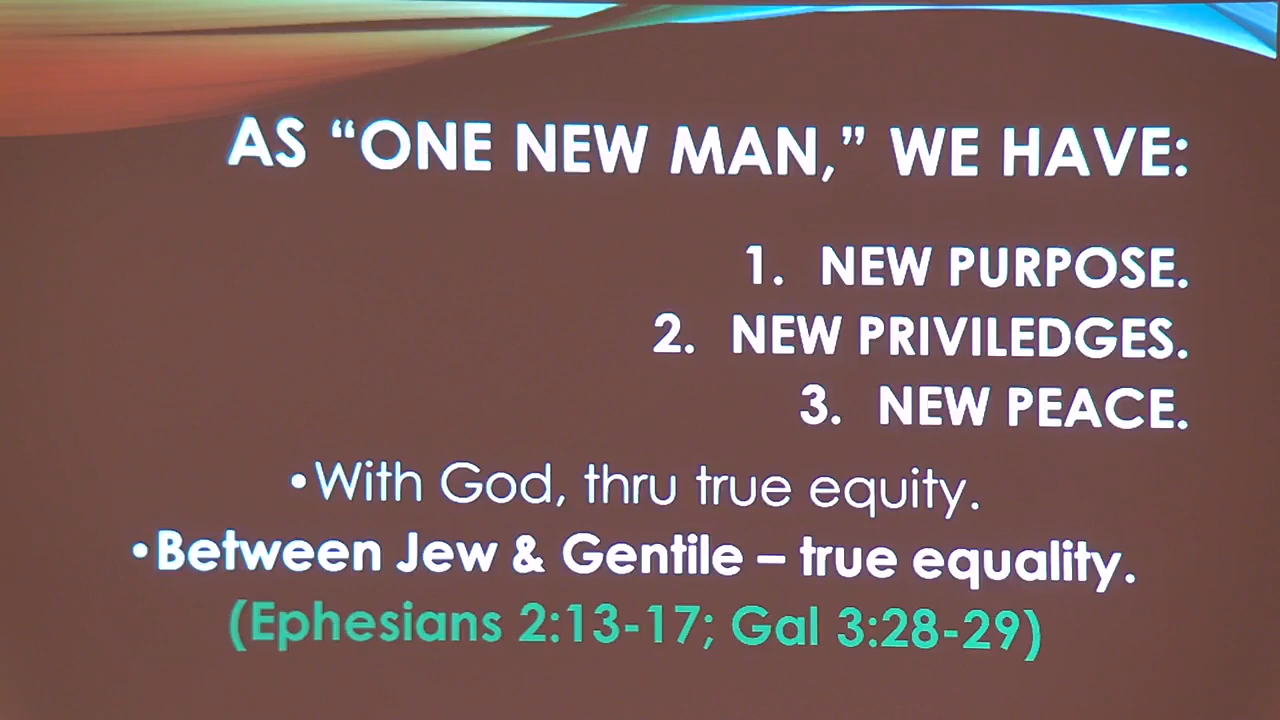 AS “ONE NEW MAN,” WE HAVE:
1. NEW PURPOSE.
2. NEW PRIVILEDGES.
3. NEW PEACE.
•With God, thru true equity.
•Between Jew & Gentile – true equality.
(Ephesians 2:13-17; Gal 3:28-29)